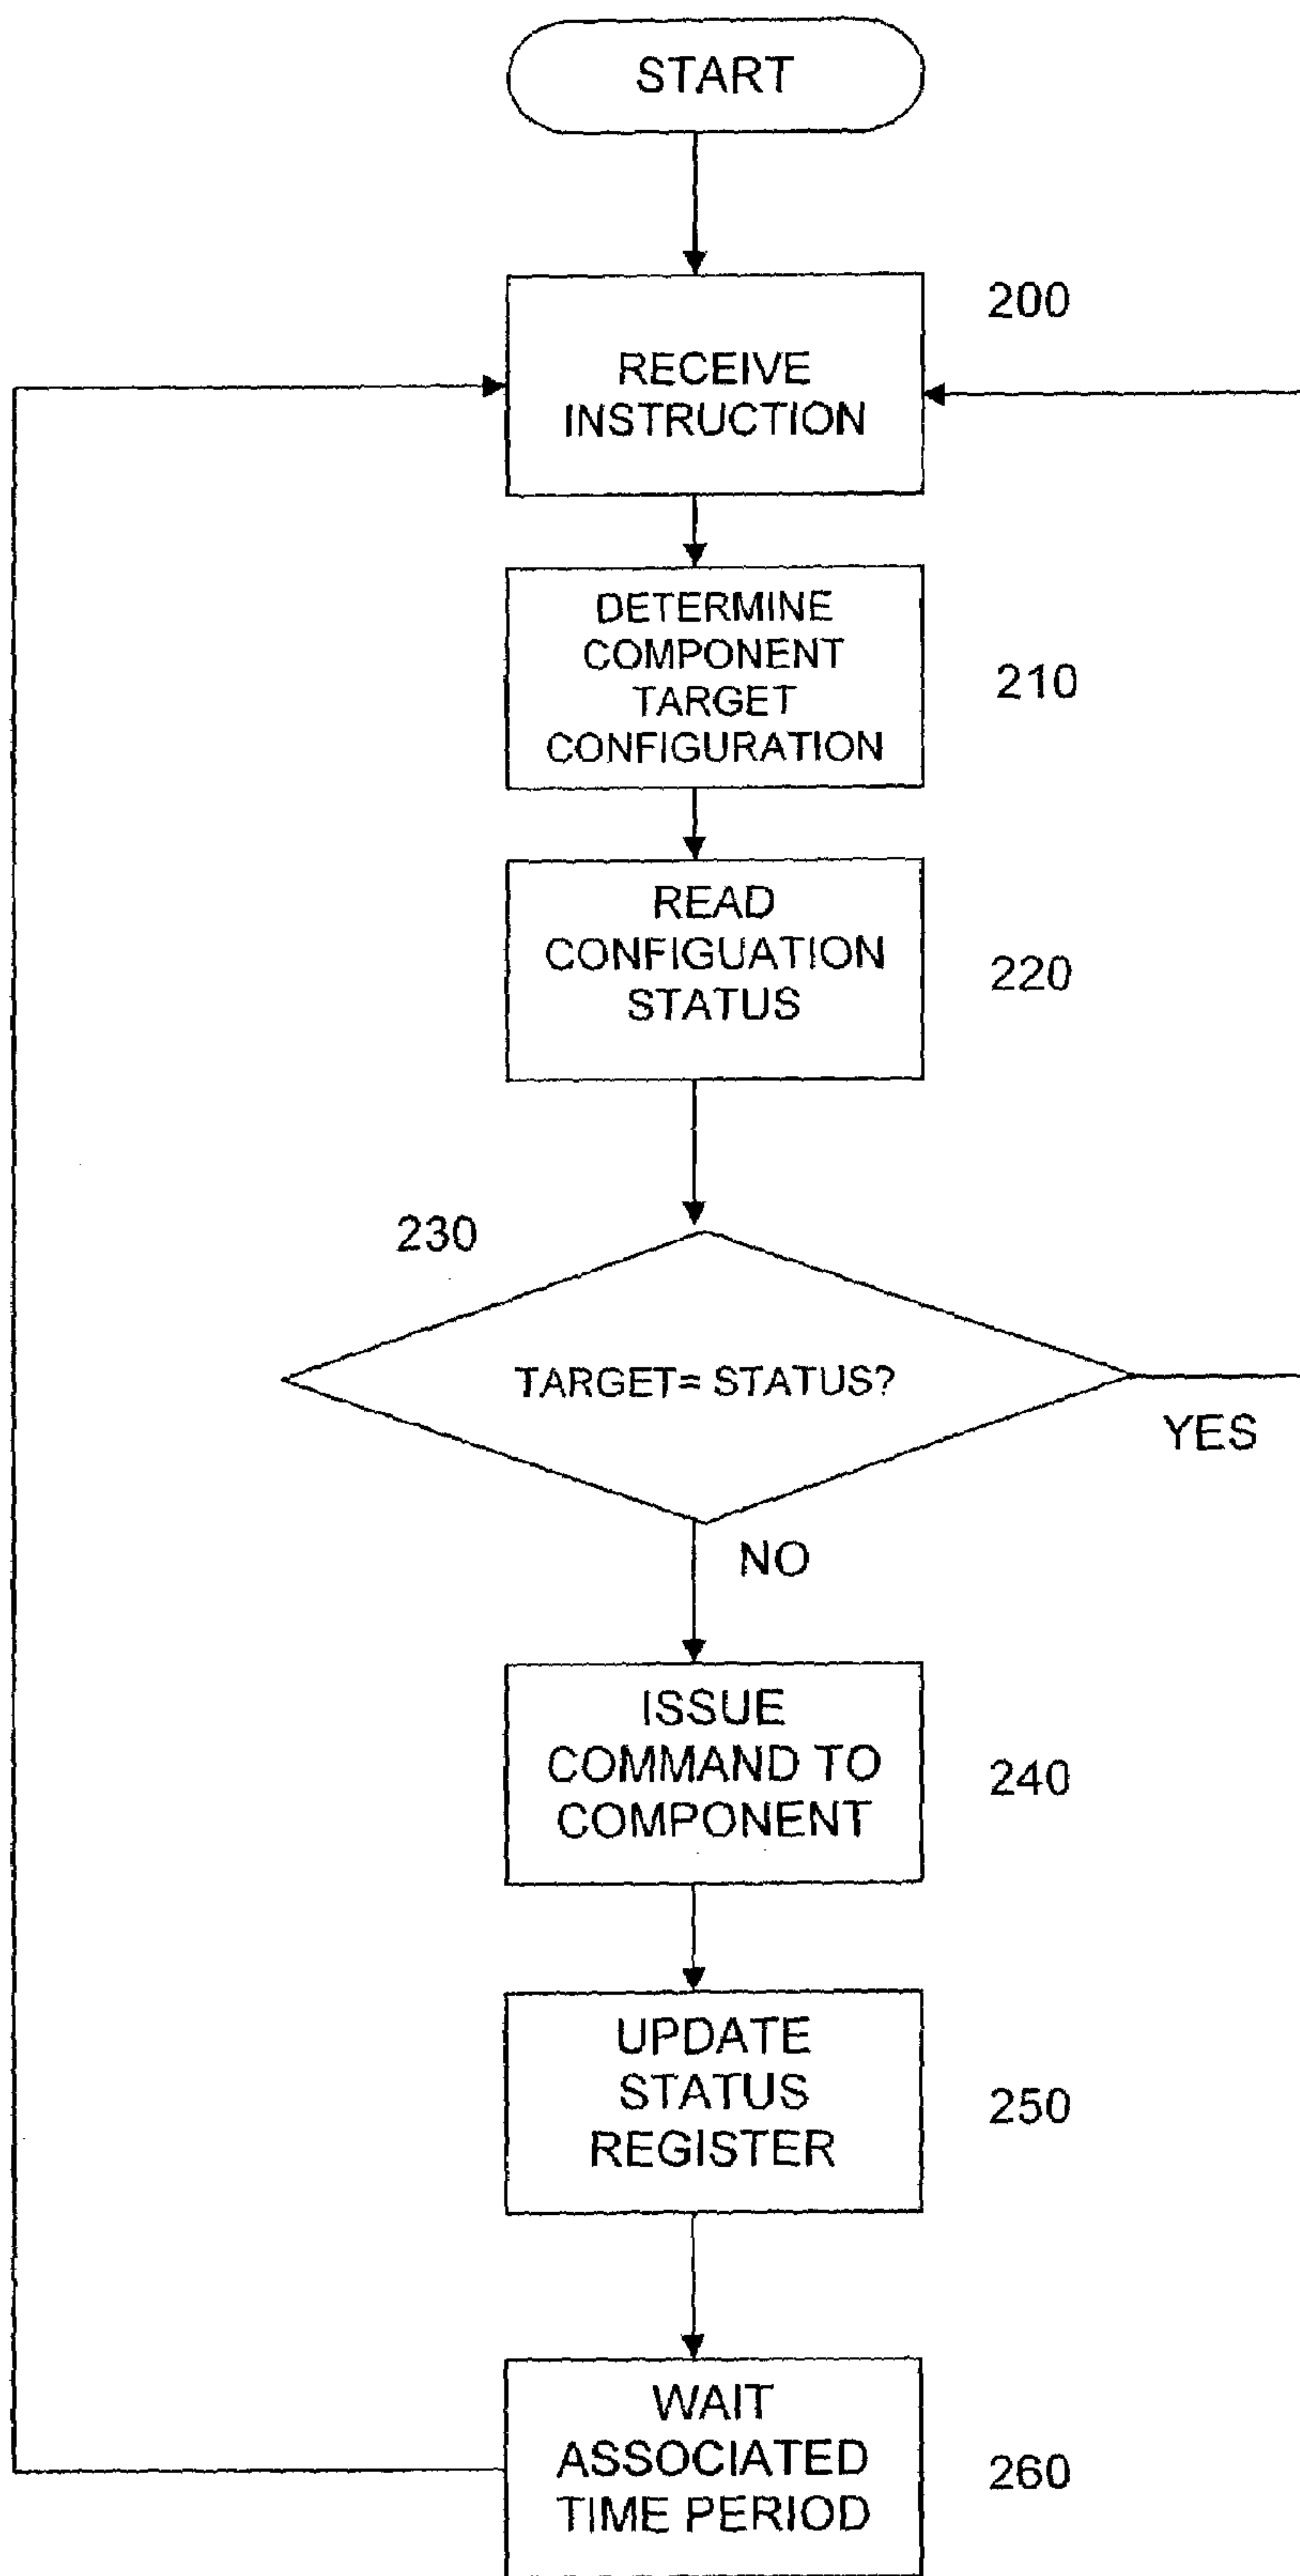 START
200
RECEIVE
INSTRUCTION
DETERMINE
COMPONENT
TARGET
CONFIGURATION
210
READ
CONFIGUATION
STATUS
220
230
TARGET= STATUS?
YES
NO
ISSUE
COMMAND TO
COMPONENT
240
UPDATE
STATUS
REGISTER
250
WAIT
ASSOCIATED
TIME PERIOD
260